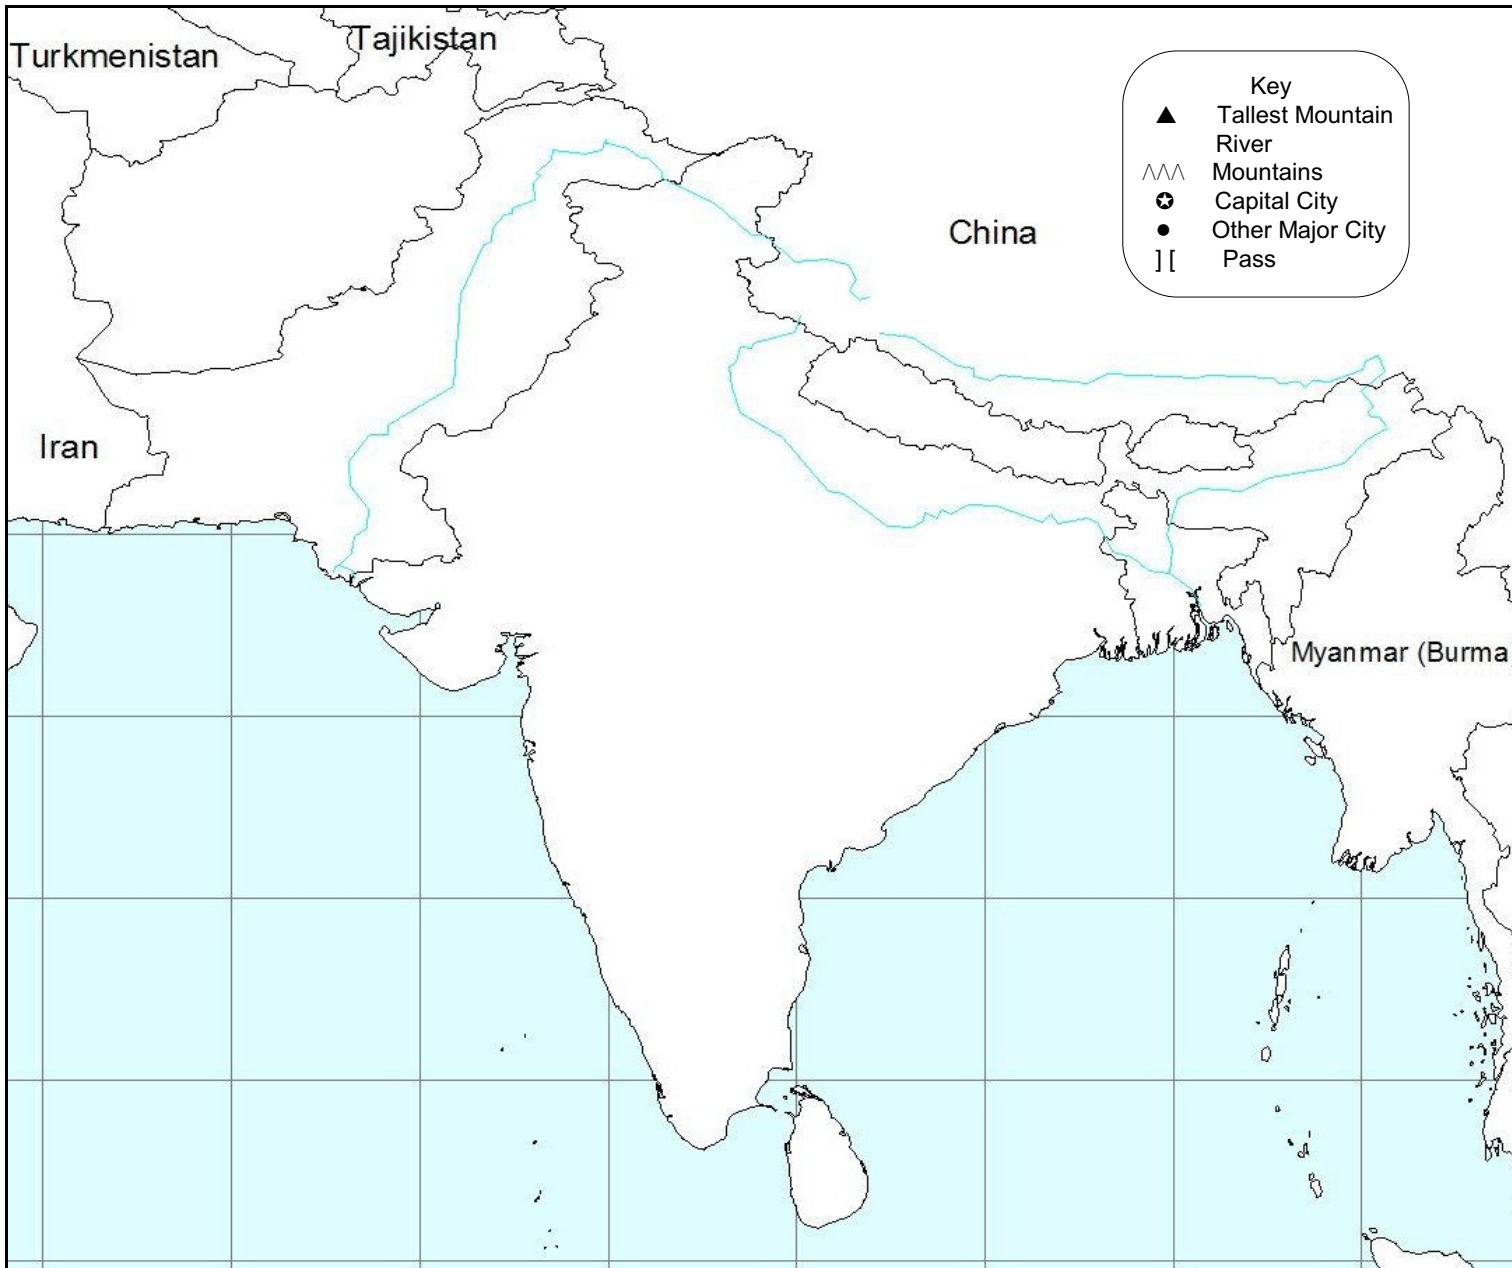 Turkmenistan
Tajikistan
Key
▲ Tallest Mountain
River
/\/\/\ Mountains
✪ Capital City
● Other Major City
] [ Pass
China
Iran
Myanmar (Burma